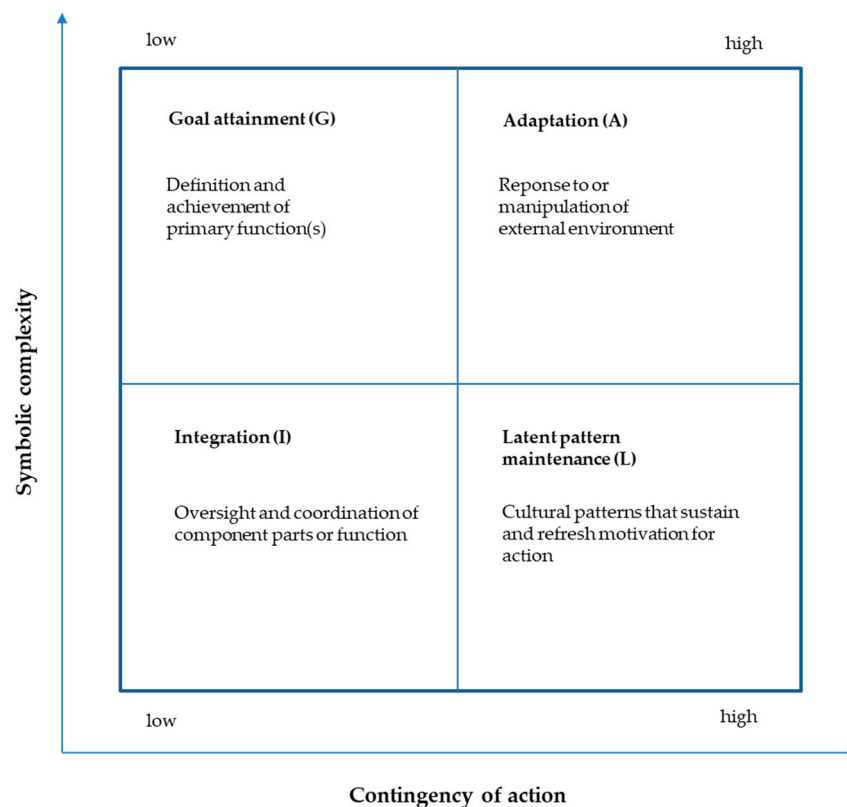 low
high
Goal attainment (G)
Adaptation (A)
Definition and
achievement of
primary function(s)
Reponse to or
manipulation of
external environment
Symbolic complexity
Integration (I)
Latent pattern
maintenance (L)
Oversight and coordination of
component parts or function
Cultural patterns that sustain
and refresh motivation for
action
low
high
Contingency of action